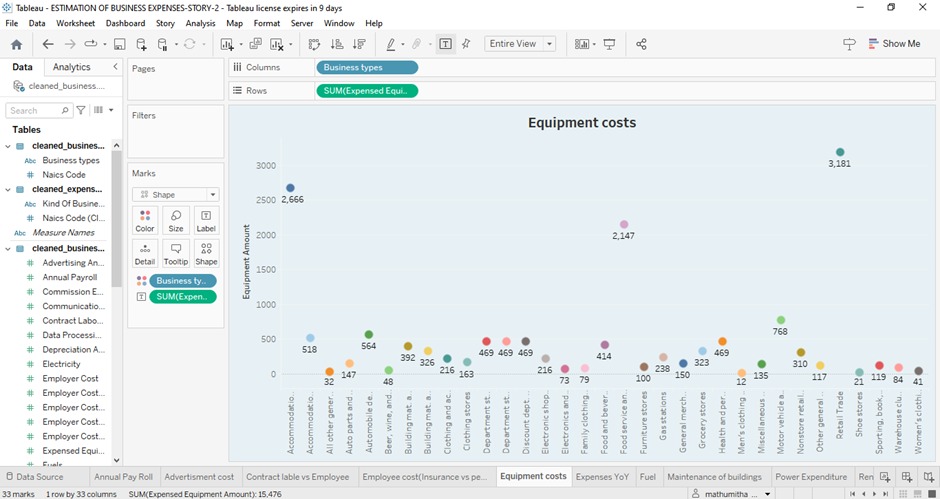 Tableau - ESTIMATION OF BUSINESS EXPENSES-STORY-2 - Tableau license expires in 9 days
File Data Worksheet Dashboard Story Analysis Map Format Server Window Help
Entire View
Show Me
Data Analytics
cleaned_business....
Search
Tables
cleaned_busines...
Abc Business types
# Naics Code
cleaned_expens...
Abc Kind Of Busine...
# Naics Code (Cl...
Abc Measure Names
cleaned_busines...
# Advertising An...
# Annual Payroll
# Commission E...
# Communicatio...
# Contract Labo...
# Data Processi...
# Depreciation A...
# Electricity
# Employer Cost
# Employer Cost...
# Employer Cost...
# Employer Cost...
# Employer Cost...
# Expensed Equi...
# Fuels
Pages
Filters
Marks
Shape
Color Size Label
Detail Tooltip Shape
Business ty..
SUM(Expen..
Columns Business types
Rows SUM(Expensed Equi..
Equipment costs
Equipment Amount
3000
2500
2000
1500
1000
500
0
2,666
518
32
147
564
48
392
326
216
163
469
469
469
216
73
79
414
2,147
100
238
150
323
469
12
135
768
310
117
3,181
21
119
84
41
Accommodatio..
Accommodatio..
All other gener..
Auto parts and..
Automobile de..
Beer, wine, and..
Building mat. a..
Building mat. a..
Clothing and ac..
Clothing stores
Department st..
Department st..
Discount dept...
Electronics shop..
Electronics and..
Family clothing..
Food and bever..
Food service an..
Furniture stores
Gas stations
General merch..
Grocery stores
Health and per..
Men's clothing ..
Miscellaneous ..
Motor vehicle a..
Nonstore retail..
Other general ..
Retail Trade
Shoe stores
Sporting, book,..
Warehouse clu..
Women's clothi..
Data Source Annual Pay Roll Advertisment cost Contract lable vs Employee Employee cost(Insurance vs pe... Equipment costs Expenses YoY Fuel Maintenance of buildings Power Expenditure Ren
33 marks 1 row by 33 columns SUM(Expensed Equipment Amount): 15,476
mathumitha ...